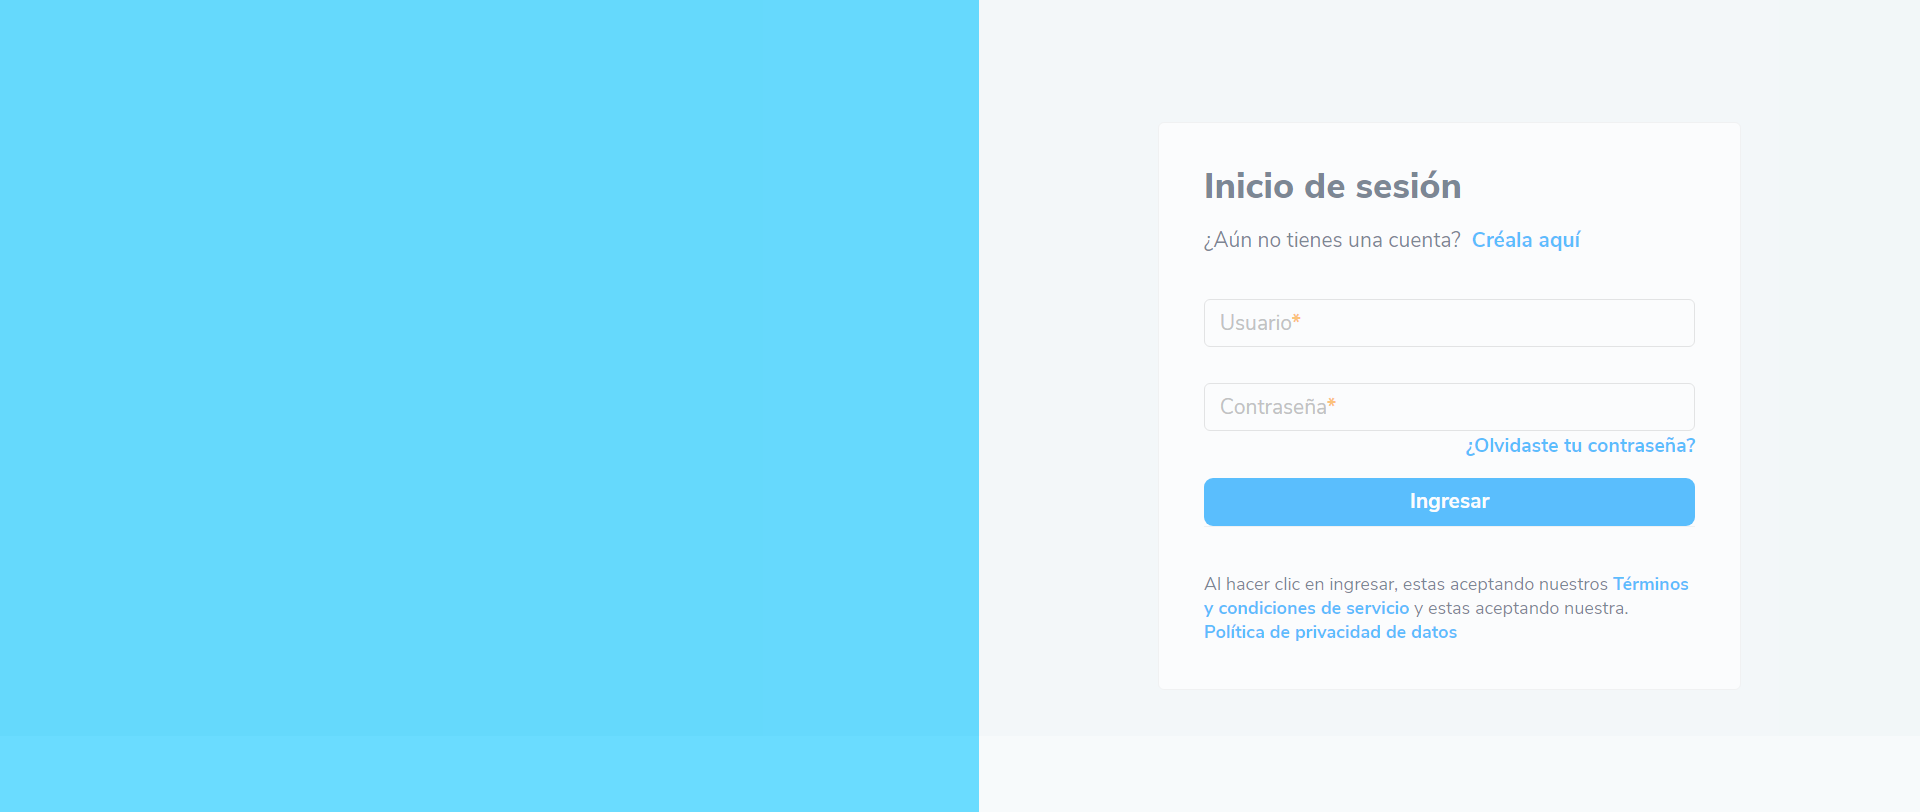 Inicio de sesión
¿Aún no tienes una cuenta? Créala aquí
Usuario*
Contraseña*
¿Olvidaste tu contraseña?
Ingresar
Al hacer clic en ingresar, estas aceptando nuestros Términos
y condiciones de servicio y estas aceptando nuestra.
Política de privacidad de datos